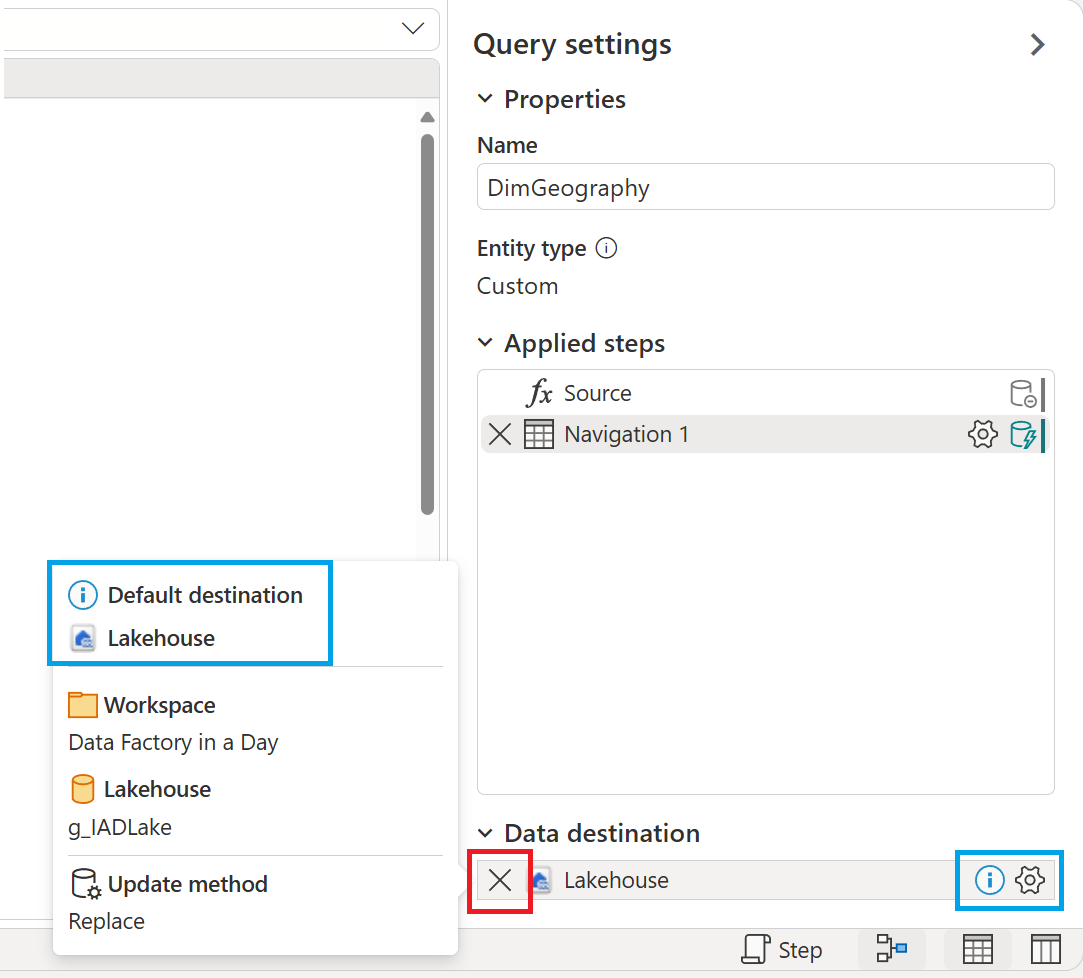 Query settings
Properties
Name
DimGeography
Entity type
Custom
Applied steps
fx Source
Navigation 1
Default destination
Lakehouse
Workspace
Data Factory in a Day
Lakehouse
g_IADLake
Update method
Replace
Data destination
Lakehouse
Step